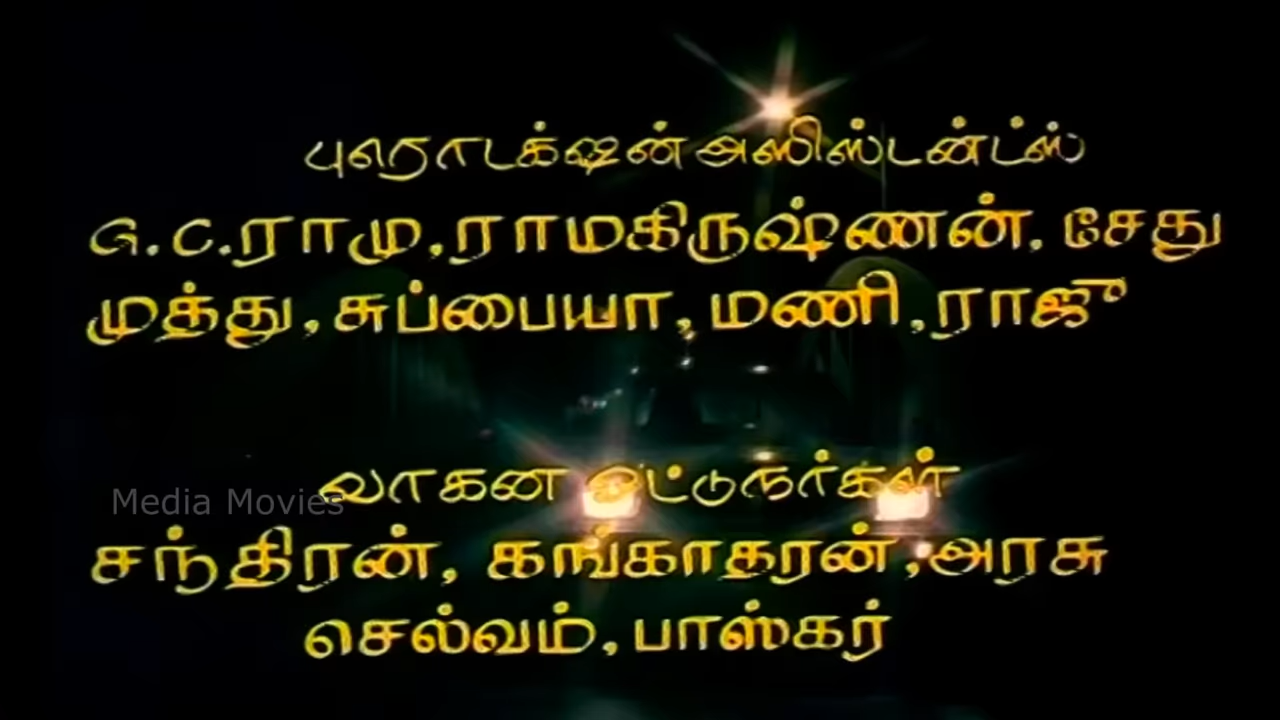 புரொடக்ஷன் அஸிஸ்டன்ட்ஸ்
G.C.ராமு,ராமகிருஷ்ணன், சேது
முத்து,சுப்பையா,மணி,ராஜு
வாகன ஓட்டுநர்கள்
Media Movies
சந்திரன், கங்காதரன்,அரசு
செல்வம்,பாஸ்கர்